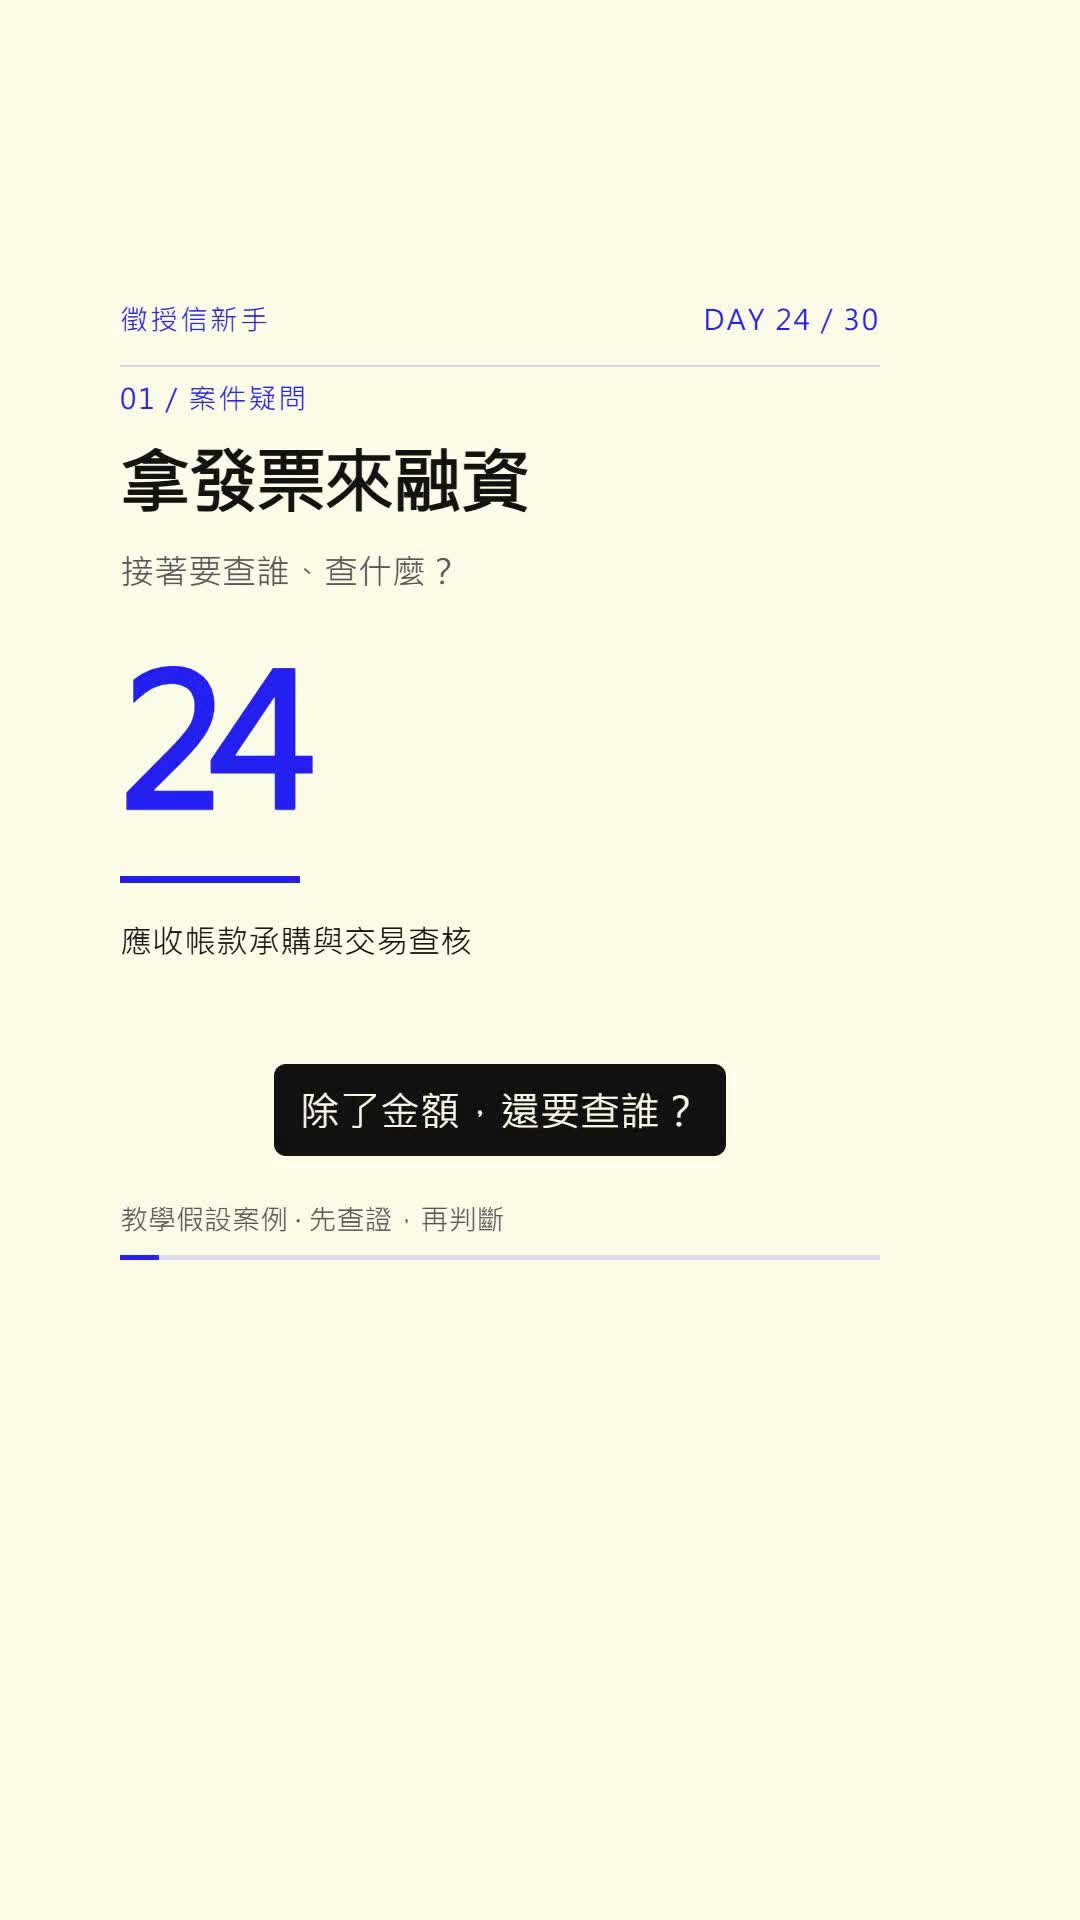 徵授信新手
DAY 24 / 30
01 / 案件疑問
拿發票來融資
接著要查誰、查什麼？
24
應收帳款承購與交易查核
除了金額，還要查誰？
教學假設案例·先查證，再判斷